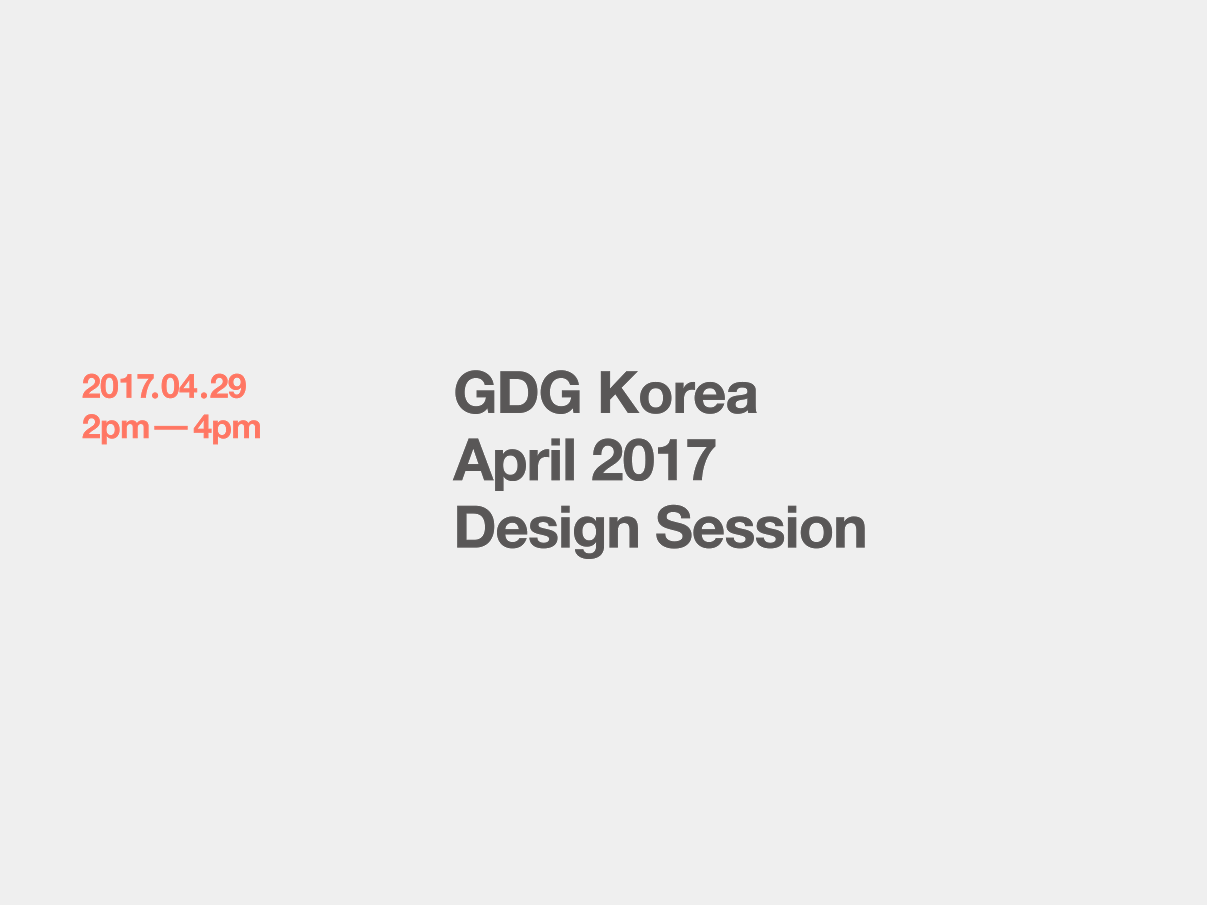 2017.04.29
2pm — 4pm
GDG Korea
April 2017
Design Session